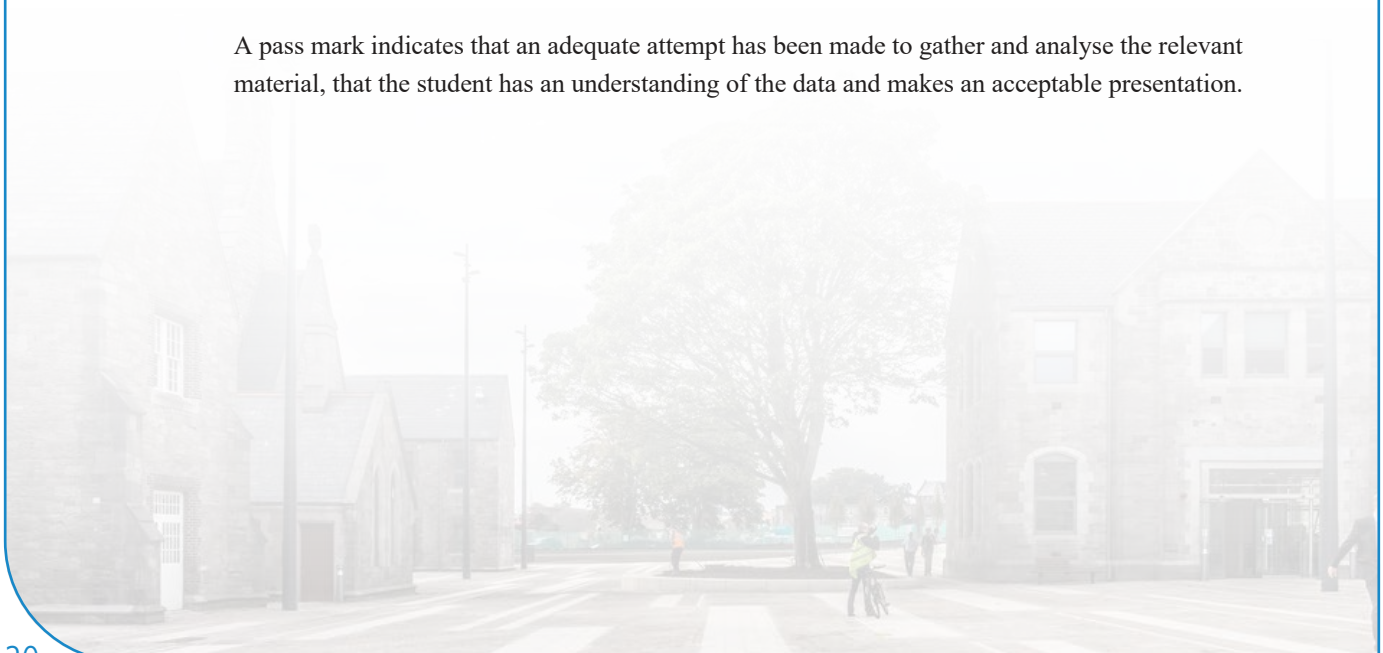 A pass mark indicates that an adequate attempt has been made to gather and analyse the relevant
material, that the student has an understanding of the data and makes an acceptable presentation.